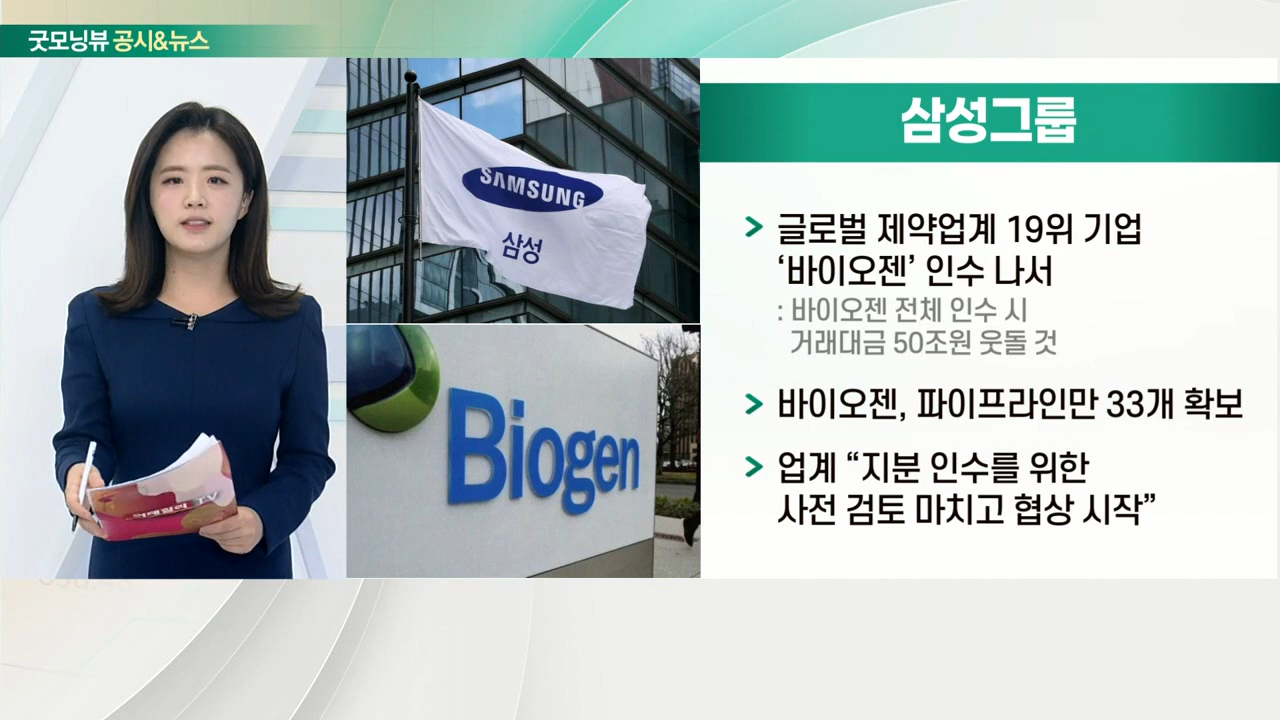 굿모닝뷰 공시&뉴스
SAMSUNG
삼성
Biogen
삼성그룹
> 글로벌 제약업계 19위 기업
‘바이오젠’ 인수 나서
: 바이오젠 전체 인수 시
거래대금 50조원 웃돌 것
> 바이오젠, 파이프라인만 33개 확보
> 업계 “지분 인수를 위한
사전 검토 마치고 협상 시작”